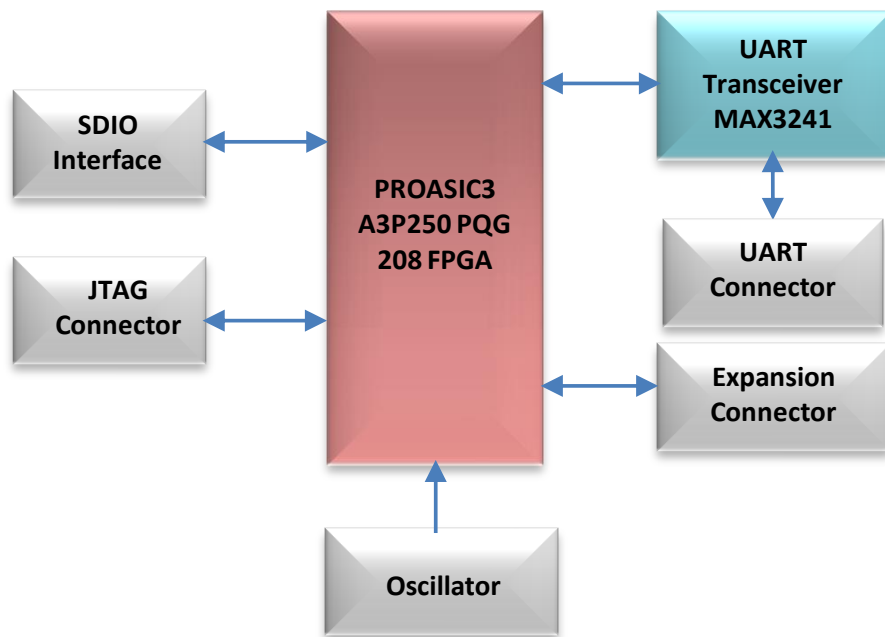 SDIO
Interface
JTAG
Connector
PROASIC3
A3P250 PQG
208 FPGA
UART
Transceiver
MAX3241
UART
Connector
Expansion
Connector
Oscillator